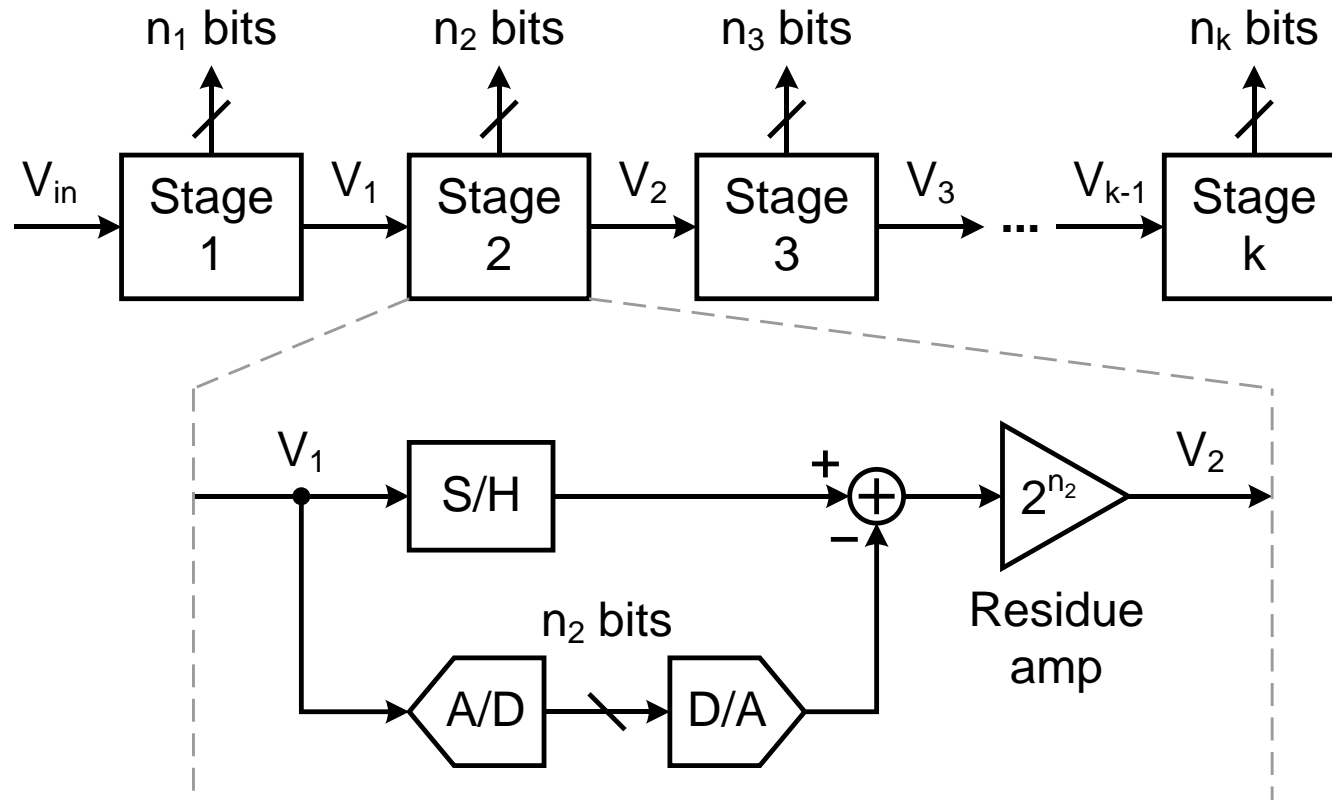 n₁ bits n₂ bits n₃ bits nₖ bits
Vᵢₙ Stage 1 V₁ Stage 2 V₂ Stage 3 V₃ ... Vₖ₋₁ Stage k
V₁ S/H + + 2ⁿ₂ V₂
−
n₂ bits
Residue amp
A/D D/A